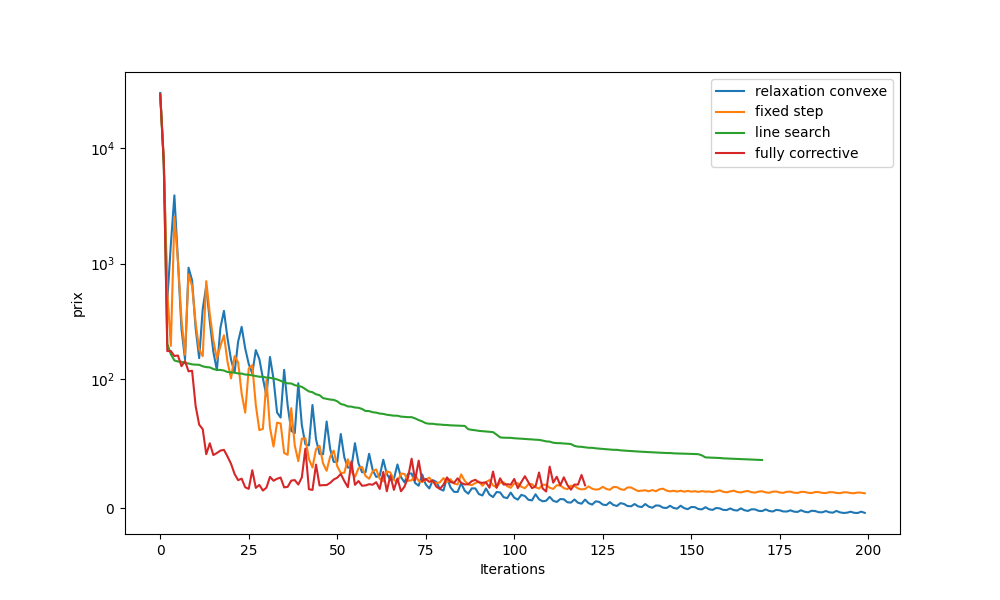 relaxation convexe
fixed step
line search
fully corrective
10⁴
10³
10²
0
prix
0 25 50 75 100 125 150 175 200
Iterations